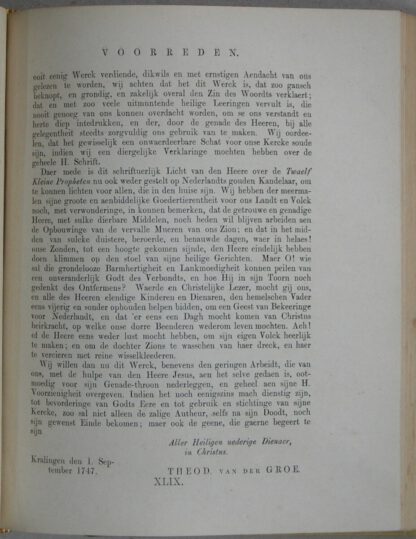 VOORREDEN.
ooit eenig Werck verdiende, dikwils en met ernstigen Aendacht van ons
gelezen te worden, wij achten dat het dit Werck is, dat zoo gansch
beknopt, en grondig, en zakelijk overal den Zin des Woordts verklaert;
dat en met zoo veele uitmuntende heilige Leeringen vervult is, die
nooit genoeg van ons konnen overdacht worden, om se ons verstandt en
herte diep intedrukken, en der, door de genade des Heeren, bij alle
gelegentheit steedts zorgvuldig ons gebruik van te maken. Wij oordee-
len, dat het gewisselijk een onwaerdeerbare Schat voor onse Kercke soude
sijn, indien wij een diergelijke Verklaringe mochten hebben over de
geheele H. Schrift.
Daer mede is dit schriftuerlijk Licht van den Heere over de Twaelf
Kleine Propheten nu ook weder gestelt op Nederlandts gouden Kandelaar, om
te konnen lichten voor allen, die in den huise sijn. Wij hebben de meerma-
len sijne groote en aenbiddelijke Goedertierentheit voor ons Landt en Volck
noch, met verwonderinge, in konnen bemerken, dat de getrouwe en genadige
Heere, met sulke dierbare Middelen, noch heden wil blijven arbeiden aen
de Opbouwinge van de vervalle Mueren van ons Zion; en dat in het mid-
den van sulcke duistere, beroerde, en benauwde dagen, waer in helaes!
onse Zonden, tot een hoogte gekomen sijnde, den Heere eindelijk hebben
doen klimmen op den stoel van sijne heilige Gerichten. Maer O! wie
sal die grondelooze Barmhertigheit en Lankmoedigheit konnen peilen van
een onveranderlijk Godt des Verbondts, en hoe Hij in sijn Toorn noch
gedenkt des Ontfermens? Waerde en Christelijke Lezer, mocht gij ons,
en alle des Heeren elendige Kinderen en Dienaren, den hemelschen Vader
eens vijerig en sonder ophouden helpen bidden, om een Geest van Bekeeringe
voor Nederlandt, en dat 'er eens een Dagh mocht komen van Christus
heirkracht, op welke onse dorre Beenderen wederom leven mochten. Ach!
of de Heere eens weder lust mocht hebben, om sijn eigen Volck heerlijk
te maken; en om de dochter Zions te wasschen van haer dreck, en haer
te vercieren met reine wisselkleederen.
Wij willen dan nu dit Werck, benevens den geringen Arbeidt, die van
ons, met de hulpe van den Heere Jesus, aen het selve gedaen is, oot-
moedig voor sijn Genade-throon nederleggen, en geheel aen sijne H.
Voorzienigheit overgeven. Indien het noch eenigszins mach dienstig zijn,
tot bevorderinge van Godts Eere en tot gebruik en stichtinge van sijne
Kercke, zoo sal niet alleen de zalige Autheur, selfs na sijn Doodt, noch
sijn gewenst Einde bekomen; maer ook de geene, die gaerne begeert te
sijn
Aller Heiligen nederige Dienaer,
in Christus.
Kralingen den 1. Sep-
tember 1747.
THEOD. VAN DER GROE.
XLIX.